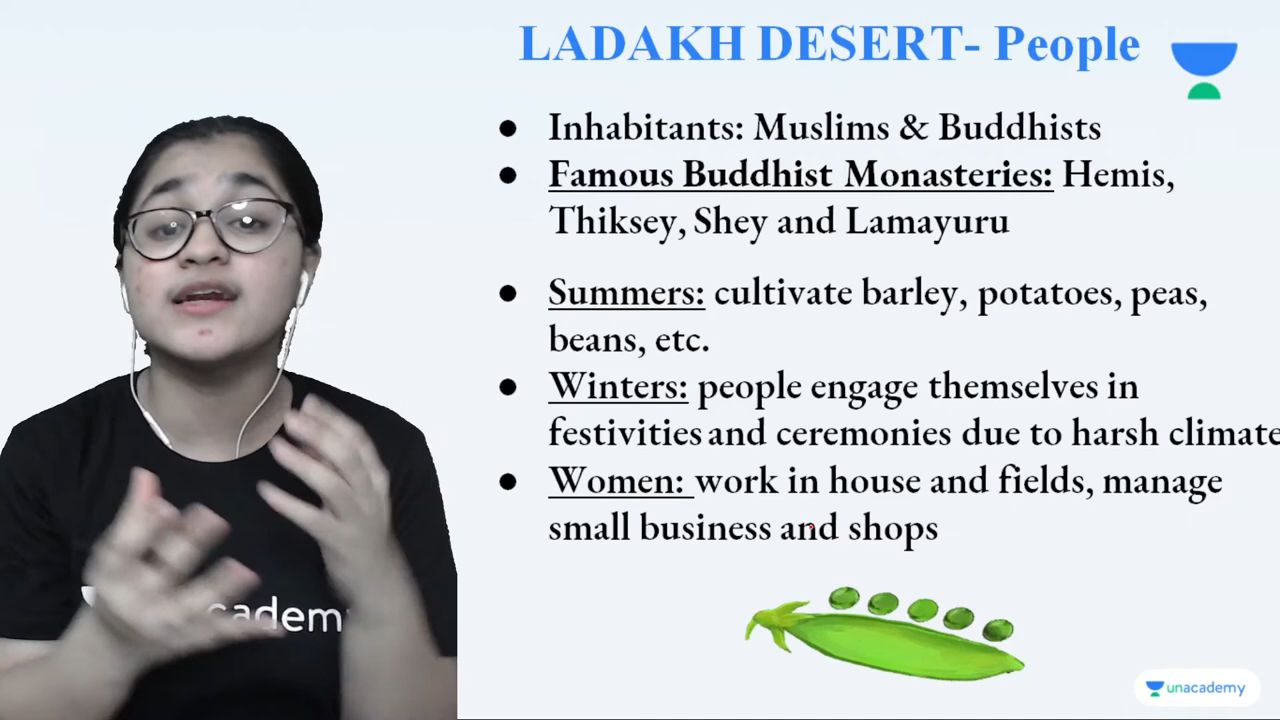 LADAKH DESERT- People
● Inhabitants: Muslims & Buddhists
● Famous Buddhist Monasteries: Hemis,
Thiksey, Shey and Lamayuru
● Summers: cultivate barley, potatoes, peas,
beans, etc.
● Winters: people engage themselves in
festivities and ceremonies due to harsh climate
● Women: work in house and fields, manage
small business and shops
unacademy